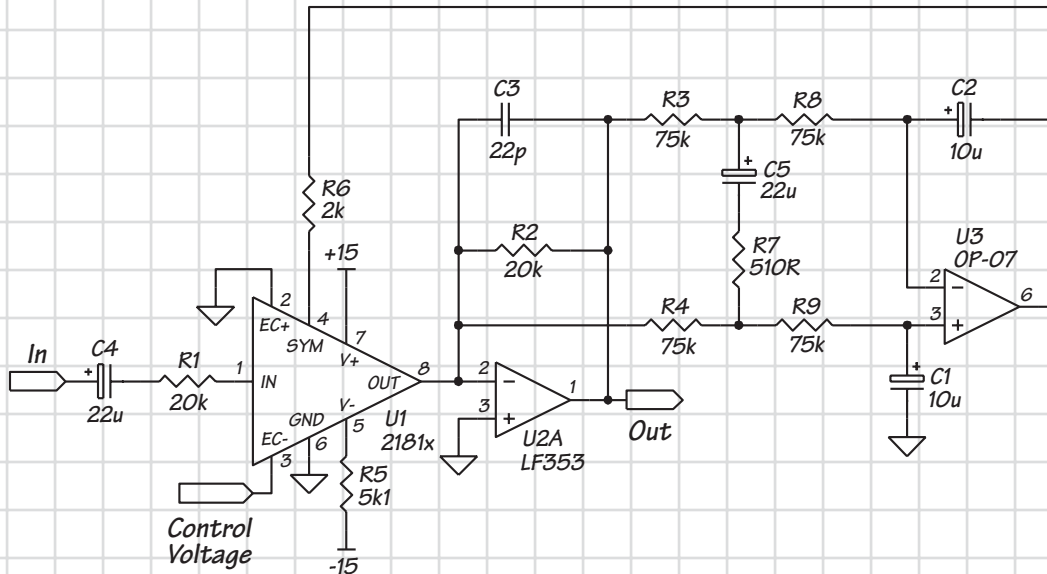 C3
22p
R3
75k
R8
75k
C2
+
10u
+
C5
22u
R6
2k
R2
20k
R7
510R
U3
OP-07
+15
2
EC+
4
SYM
7
V+
2
−
3
+
6
R4
75k
R9
75k
In
C4
+
22u
R1
20k
1
IN
OUT
8
2
−
3
+
1
+
C1
10u
V-
5
GND
6
EC-
3
U1
2181x
U2A
LF353
Out
R5
5k1
Control
Voltage
-15